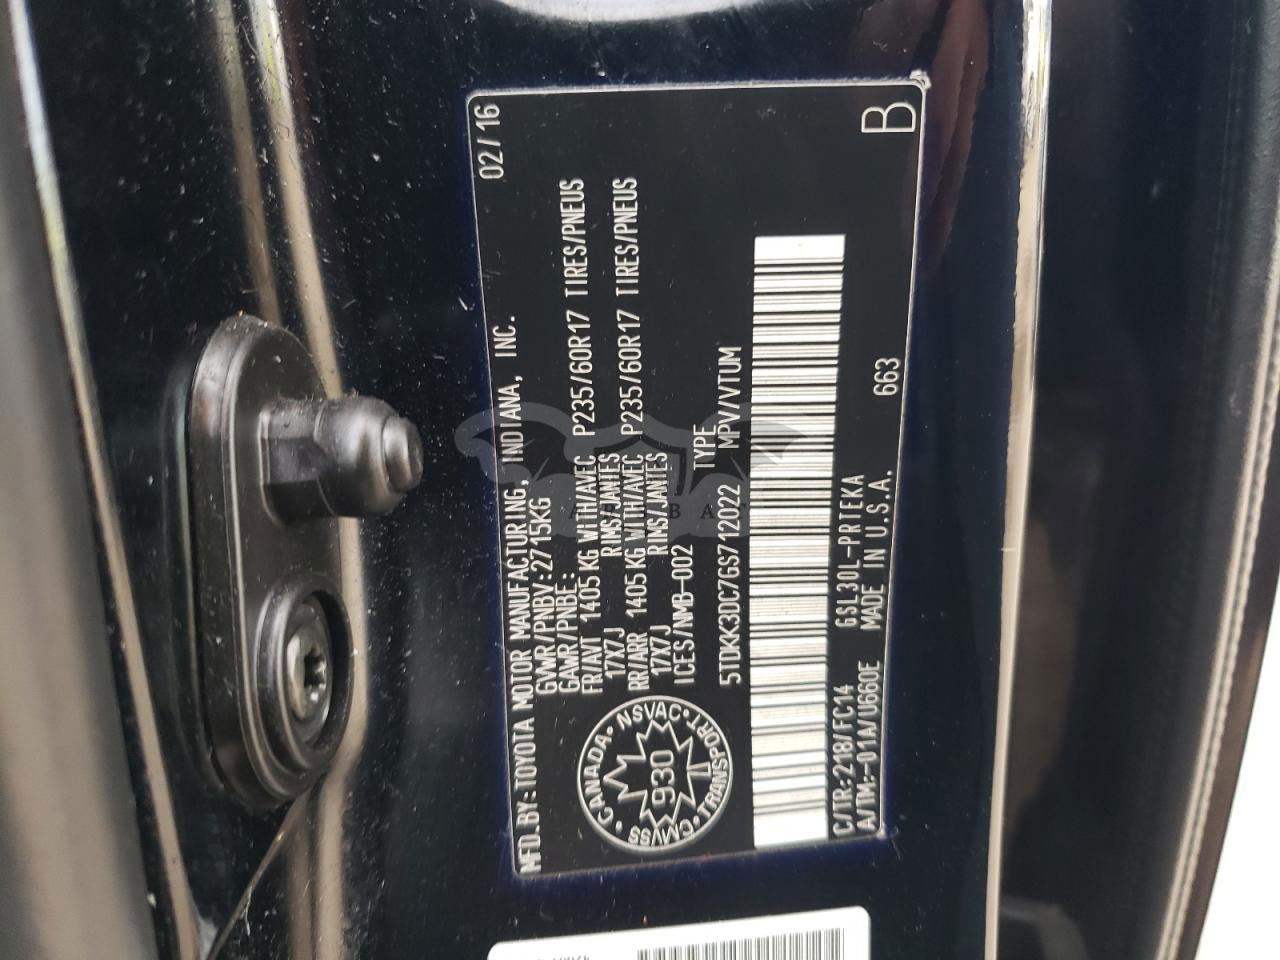 MFD.BY:TOYOTA MOTOR MANUFACTURING, INDIANA, INC. 02/16
GVWR/PNBV:2715KG
GAWR/PNBE:
FR/AVT 1405 KG WITH/AVEC P235/60R17 TIRES/PNEUS
17X7J RIMS/JANTES
RR/ARR 1405 KG WITH/AVEC P235/60R17 TIRES/PNEUS
17X7J RIMS/JANTES
ICES/NMB-002
CANADA · NSVAC · TRANSPORT · CMVSS
930
5TDKK3DC7GS712022 TYPE MPV/VTUM
C/TR:218/FC14 GSL30L-PRTEKA 663 B
A/TM:-01A/U660E MADE IN U.S.A.